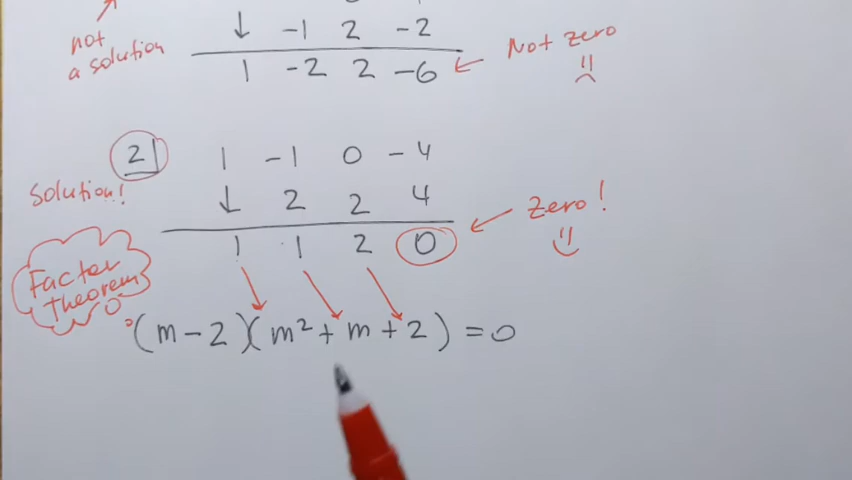 ↓ -1 2 -2
1 -2 2 -6
not
a solution
Not zero
2 1 -1 0 -4
↓ 2 2 4
1 1 2 0
Solution!
Zero!
Factor
Theorem
(m-2)(m²+m+2)=0